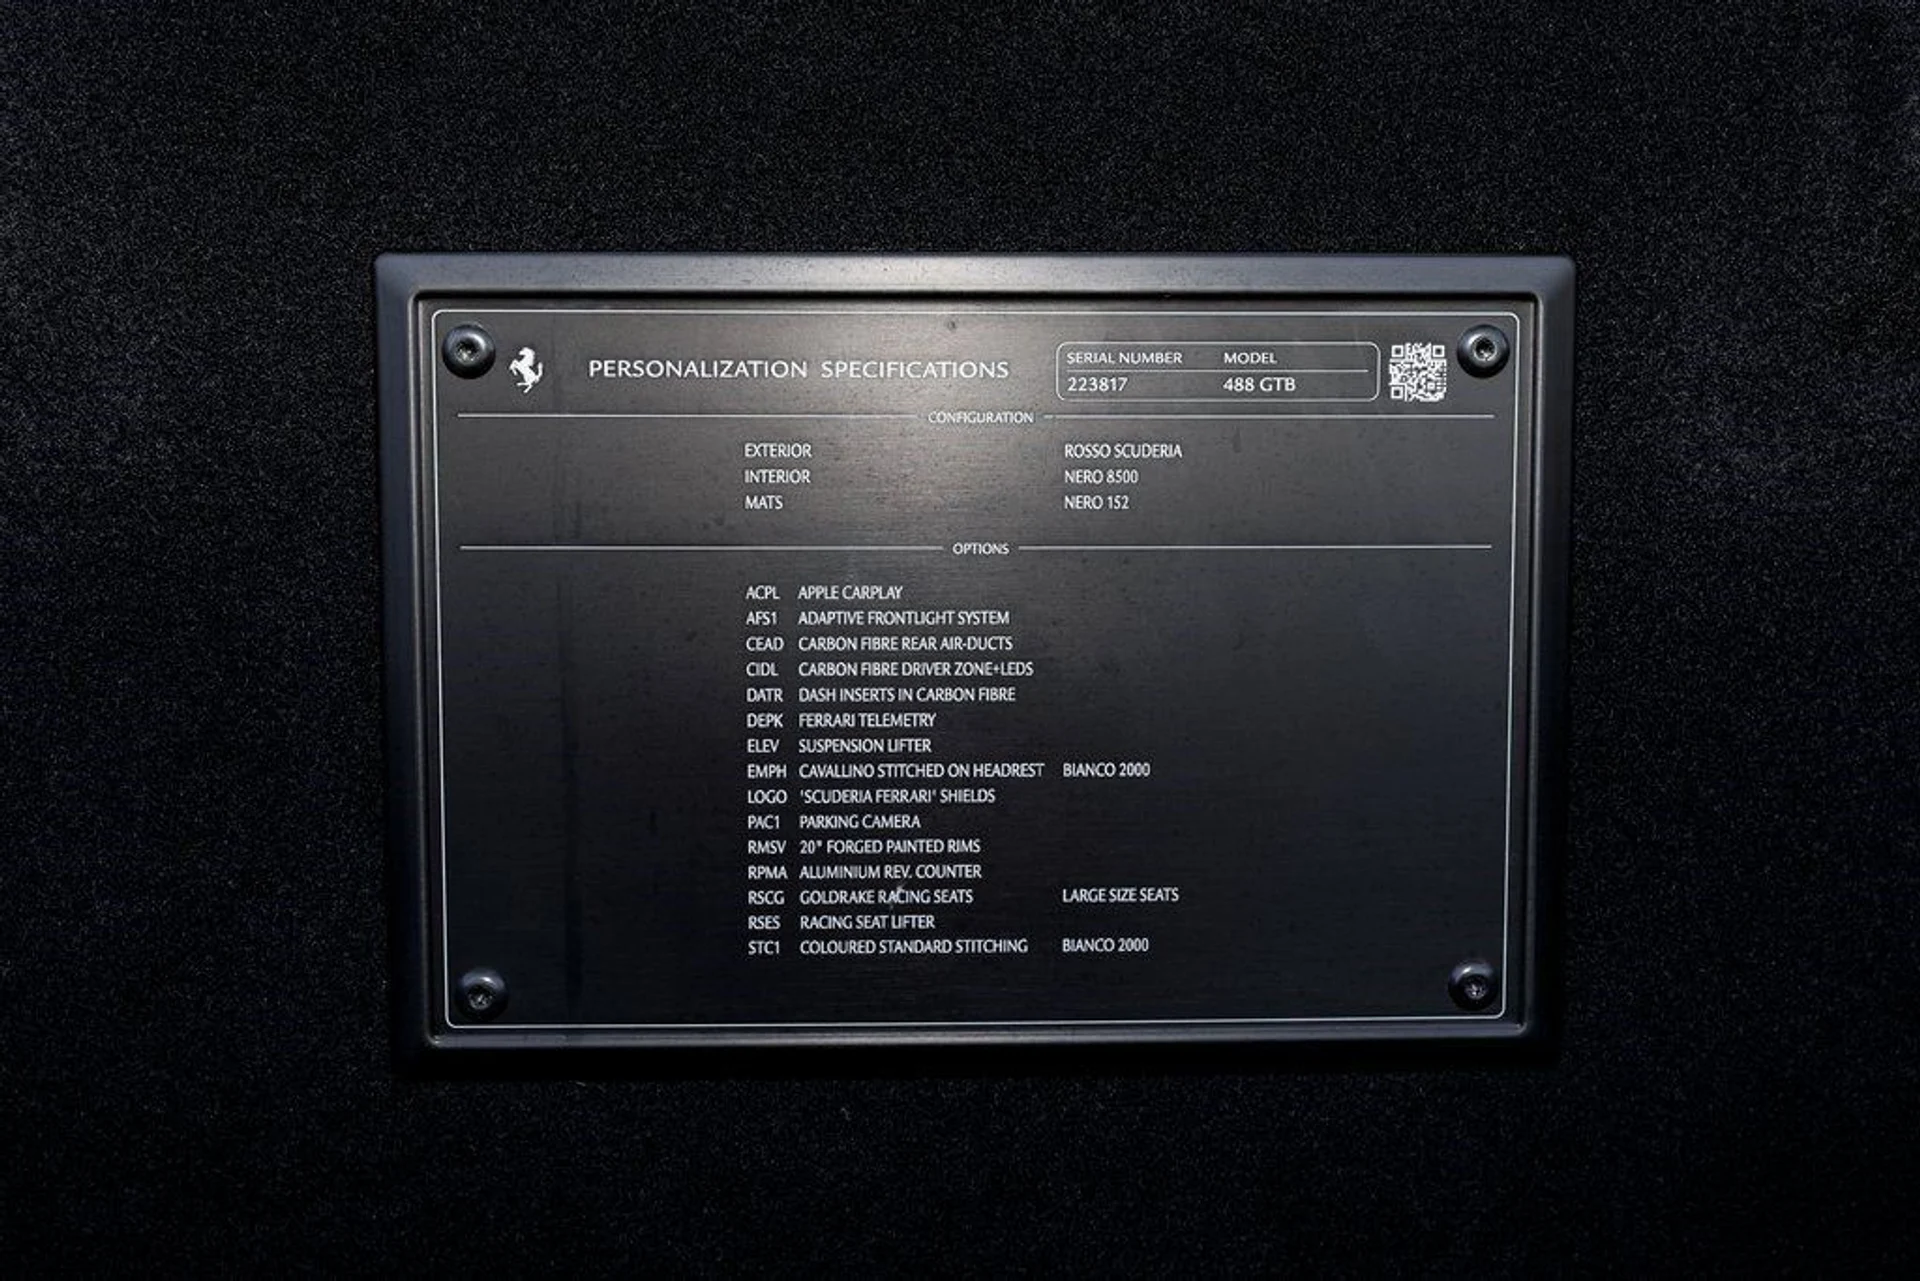 PERSONALIZATION SPECIFICATIONS
SERIAL NUMBER MODEL
223817 488 GTB
CONFIGURATION
EXTERIOR ROSSO SCUDERIA
INTERIOR NERO 8500
MATS NERO 152
OPTIONS
ACPL APPLE CARPLAY
AFS1 ADAPTIVE FRONTLIGHT SYSTEM
CEAD CARBON FIBRE REAR AIR-DUCTS
CIDL CARBON FIBRE DRIVER ZONE+LEDS
DATR DASH INSERTS IN CARBON FIBRE
DEPK FERRARI TELEMETRY
ELEV SUSPENSION LIFTER
EMPH CAVALLINO STITCHED ON HEADREST BIANCO 2000
LOGO 'SCUDERIA FERRARI' SHIELDS
PAC1 PARKING CAMERA
RMSV 20" FORGED PAINTED RIMS
RPMA ALUMINIUM REV. COUNTER
RSCG GOLDRAKE RACING SEATS LARGE SIZE SEATS
RSES RACING SEAT LIFTER
STC1 COLOURED STANDARD STITCHING BIANCO 2000